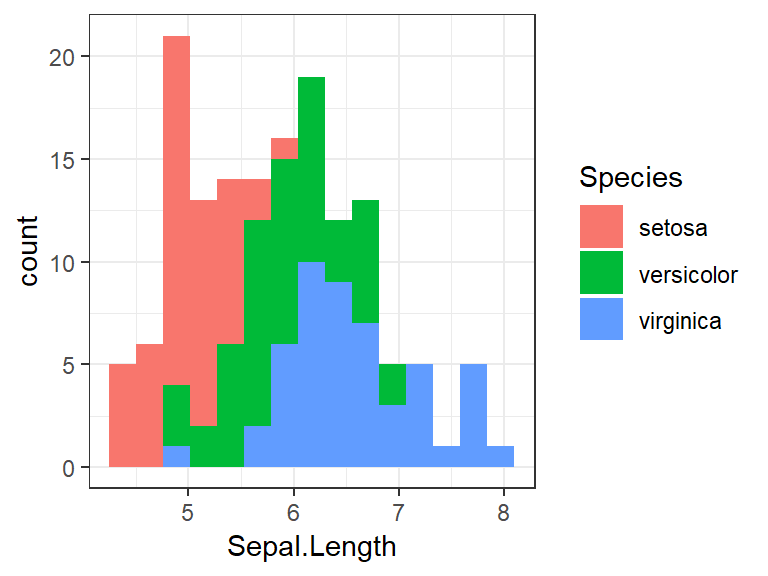 20
15
10
5
0
count
5 6 7 8
Sepal.Length
Species
setosa
versicolor
virginica